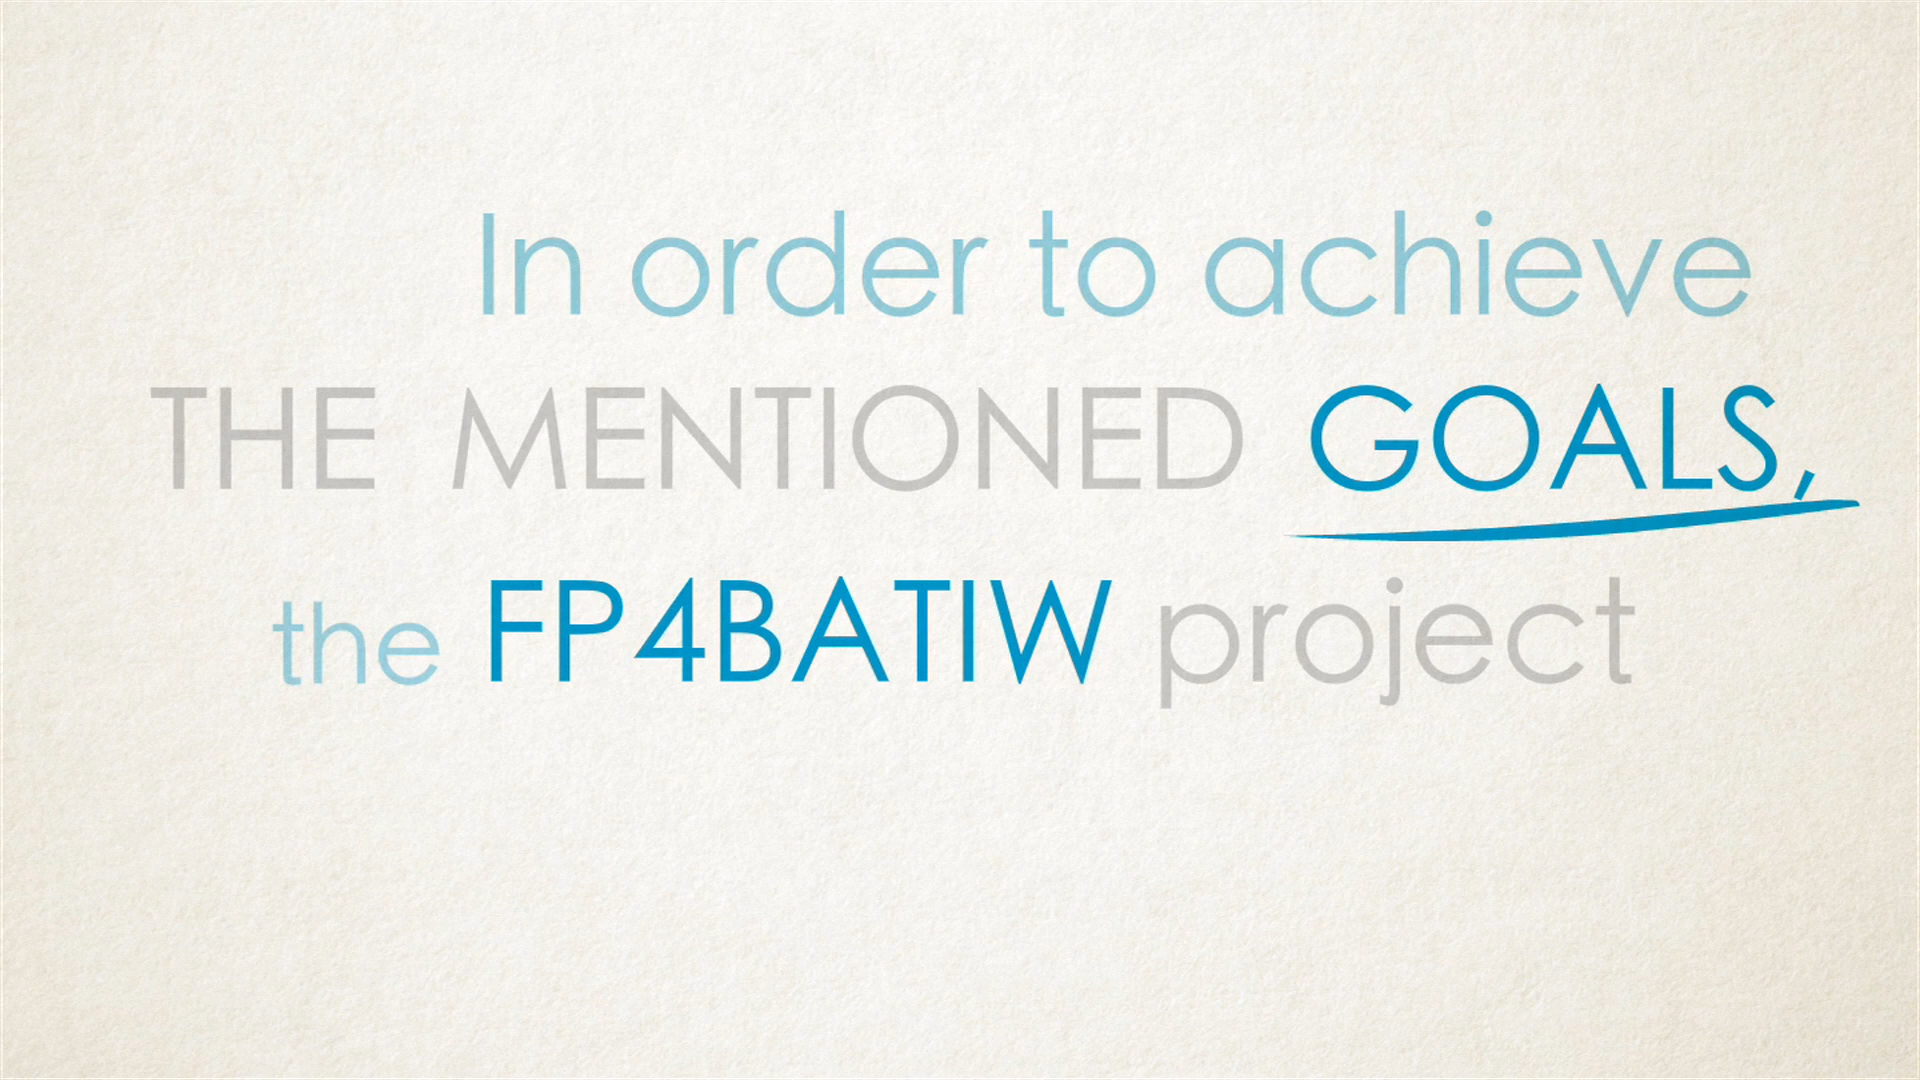 In order to achieve
THE MENTIONED GOALS,
the FP4BATIW project